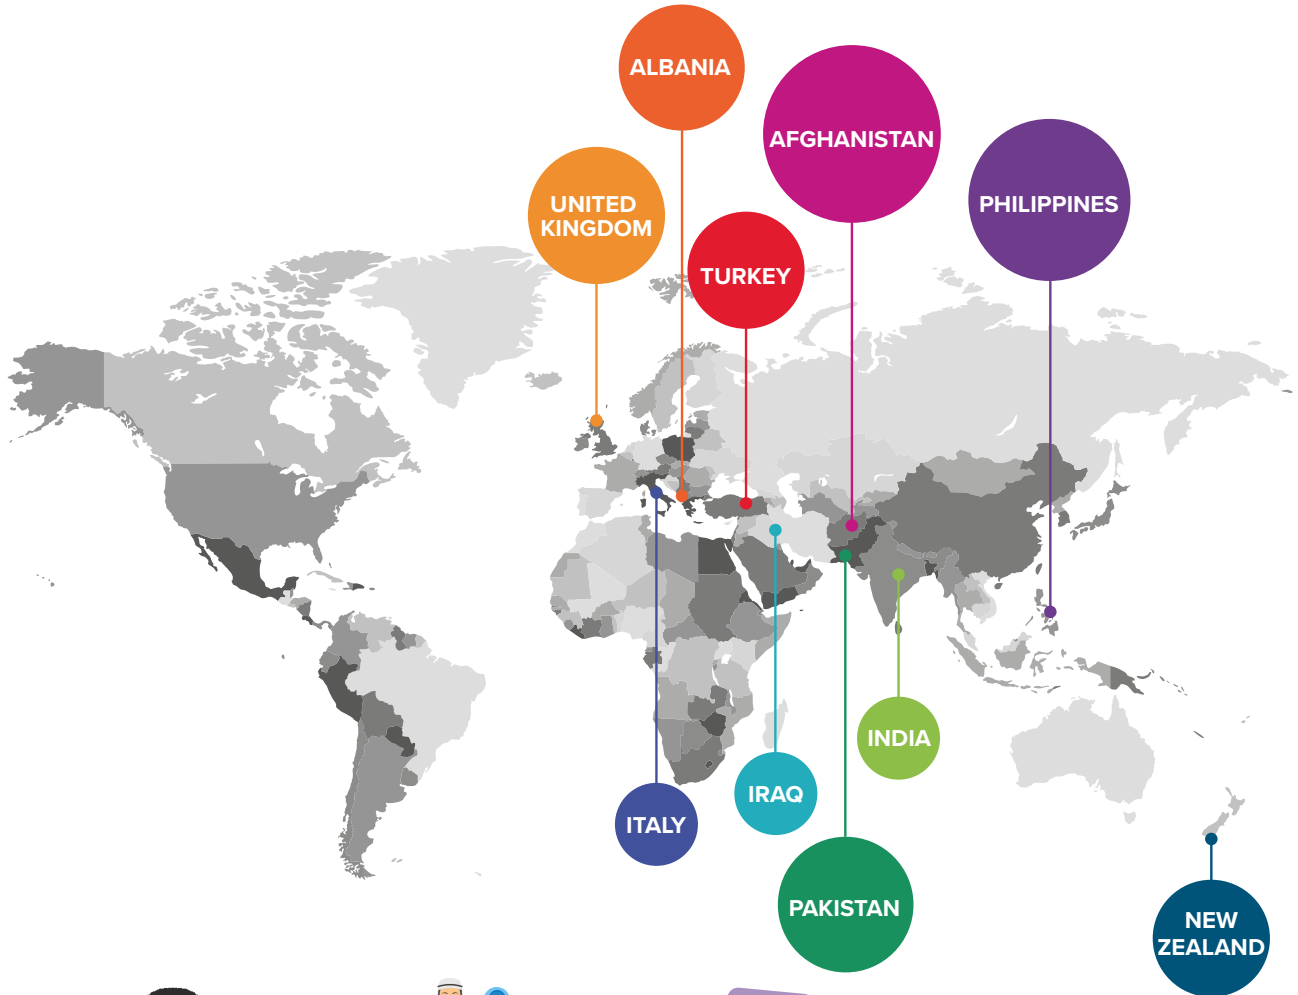 ALBANIA
AFGHANISTAN
UNITED
KINGDOM
PHILIPPINES
TURKEY
INDIA
IRAQ
ITALY
PAKISTAN
NEW
ZEALAND